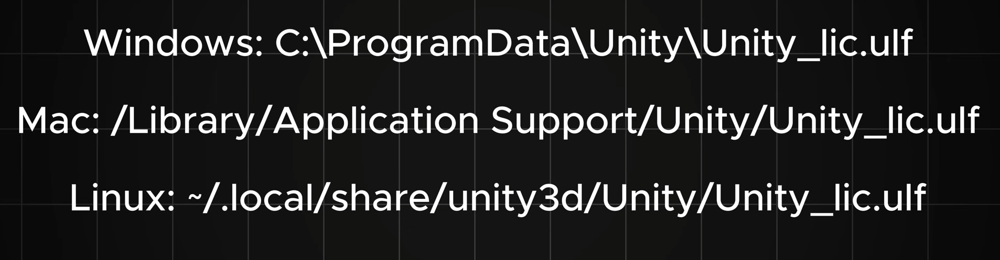 Windows: C:\ProgramData\Unity\Unity_lic.ulf
Mac: /Library/Application Support/Unity/Unity_lic.ulf
Linux: ~/.local/share/unity3d/Unity/Unity_lic.ulf